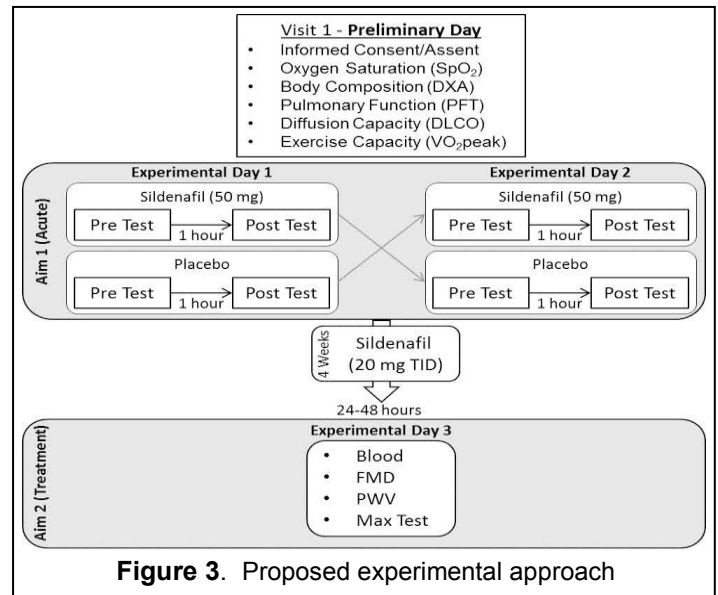 Visit 1 - Preliminary Day
• Informed Consent/Assent
• Oxygen Saturation (SpO₂)
• Body Composition (DXA)
• Pulmonary Function (PFT)
• Diffusion Capacity (DLCO)
• Exercise Capacity (VO₂peak)
Aim 1 (Acute)
Experimental Day 1
Sildenafil (50 mg)
Pre Test
1 hour
Post Test
Placebo
Pre Test
1 hour
Post Test
Experimental Day 2
Sildenafil (50 mg)
Pre Test
1 hour
Post Test
Placebo
Pre Test
1 hour
Post Test
4 Weeks
Sildenafil
(20 mg TID)
24-48 hours
Aim 2 (Treatment)
Experimental Day 3
• Blood
• FMD
• PWV
• Max Test
Figure 3. Proposed experimental approach